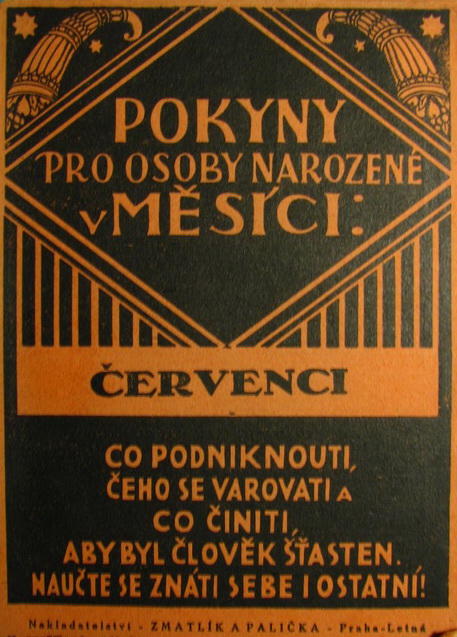 POKYNY
PRO OSOBY NAROZENÉ
V MĚSÍCI:
ČERVENCI
CO PODNIKNOUTI,
ČEHO SE VAROVATI A
CO ČINITI,
ABY BYL ČLOVĚK ŠŤASTEN.
NAUČTE SE ZNÁTI SEBE I OSTATNÍ!
Nakladatelství - ZMATLÍK A PALIČKA - Praha-Letná